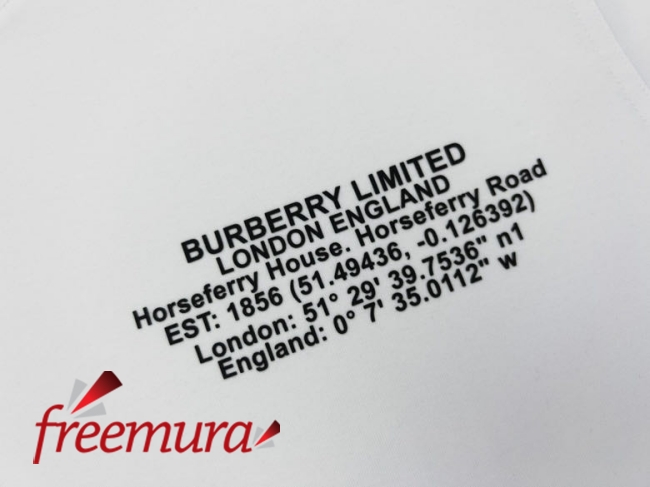 BURBERRY LIMITED
LONDON ENGLAND
Horseferry House. Horseferry Road
EST: 1856 (51.49436, -0.126392)
London: 51° 29' 39.7536" n1
England: 0° 7' 35.0112" w
freemura